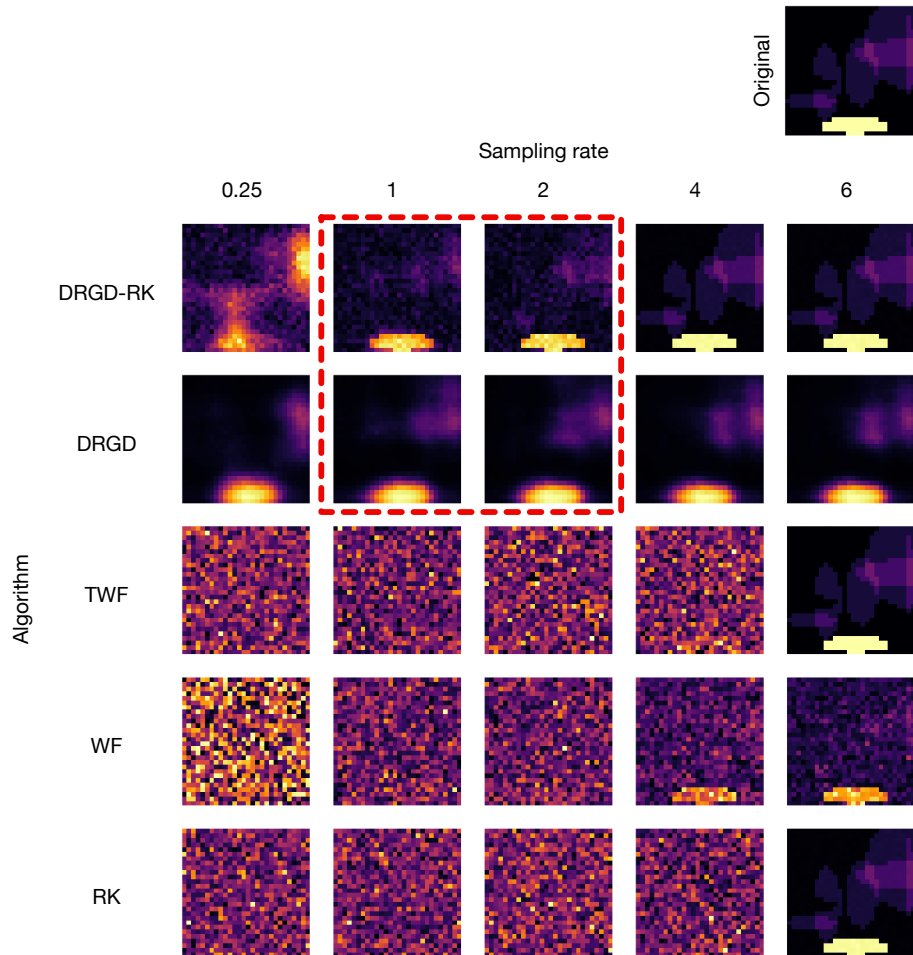 Original
Sampling rate
0.25 1 2 4 6
DRGD-RK
DRGD
Algorithm
TWF
WF
RK